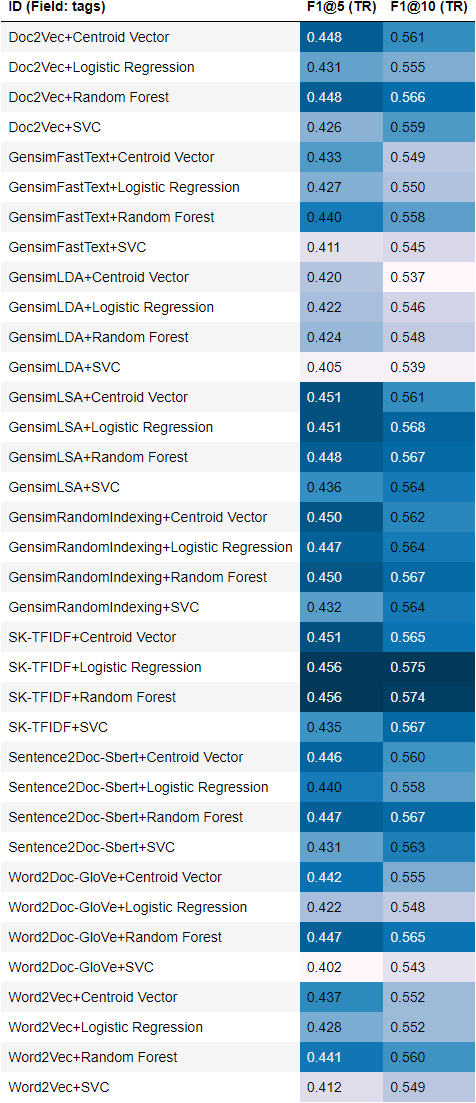 ID (Field: tags) F1@5 (TR) F1@10 (TR)
Doc2Vec+Centroid Vector 0.448 0.561
Doc2Vec+Logistic Regression 0.431 0.555
Doc2Vec+Random Forest 0.448 0.566
Doc2Vec+SVC 0.426 0.559
GensimFastText+Centroid Vector 0.433 0.549
GensimFastText+Logistic Regression 0.427 0.550
GensimFastText+Random Forest 0.440 0.558
GensimFastText+SVC 0.411 0.545
GensimLDA+Centroid Vector 0.420 0.537
GensimLDA+Logistic Regression 0.422 0.546
GensimLDA+Random Forest 0.424 0.548
GensimLDA+SVC 0.405 0.539
GensimLSA+Centroid Vector 0.451 0.561
GensimLSA+Logistic Regression 0.451 0.568
GensimLSA+Random Forest 0.448 0.567
GensimLSA+SVC 0.436 0.564
GensimRandomIndexing+Centroid Vector 0.450 0.562
GensimRandomIndexing+Logistic Regression 0.447 0.564
GensimRandomIndexing+Random Forest 0.450 0.567
GensimRandomIndexing+SVC 0.432 0.564
SK-TFIDF+Centroid Vector 0.451 0.565
SK-TFIDF+Logistic Regression 0.456 0.575
SK-TFIDF+Random Forest 0.456 0.574
SK-TFIDF+SVC 0.435 0.567
Sentence2Doc-Sbert+Centroid Vector 0.446 0.560
Sentence2Doc-Sbert+Logistic Regression 0.440 0.558
Sentence2Doc-Sbert+Random Forest 0.447 0.567
Sentence2Doc-Sbert+SVC 0.431 0.563
Word2Doc-GloVe+Centroid Vector 0.442 0.555
Word2Doc-GloVe+Logistic Regression 0.422 0.548
Word2Doc-GloVe+Random Forest 0.447 0.565
Word2Doc-GloVe+SVC 0.402 0.543
Word2Vec+Centroid Vector 0.437 0.552
Word2Vec+Logistic Regression 0.428 0.552
Word2Vec+Random Forest 0.441 0.560
Word2Vec+SVC 0.412 0.549